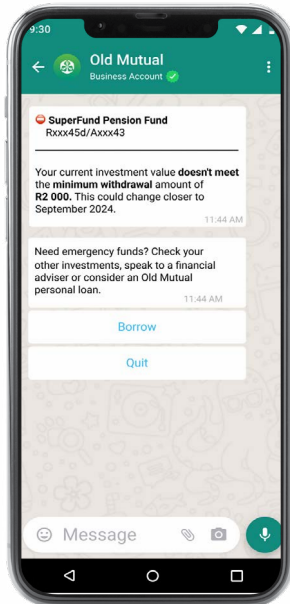 9:30
Old Mutual
Business Account
SuperFund Pension Fund
Rxxx45d/Axxx43
Your current investment value doesn't meet
the minimum withdrawal amount of
R2 000. This could change closer to
September 2024.
11:44 AM
Need emergency funds? Check your
other investments, speak to a financial
adviser or consider an Old Mutual
personal loan.
11:44 AM
Borrow
Quit
Message